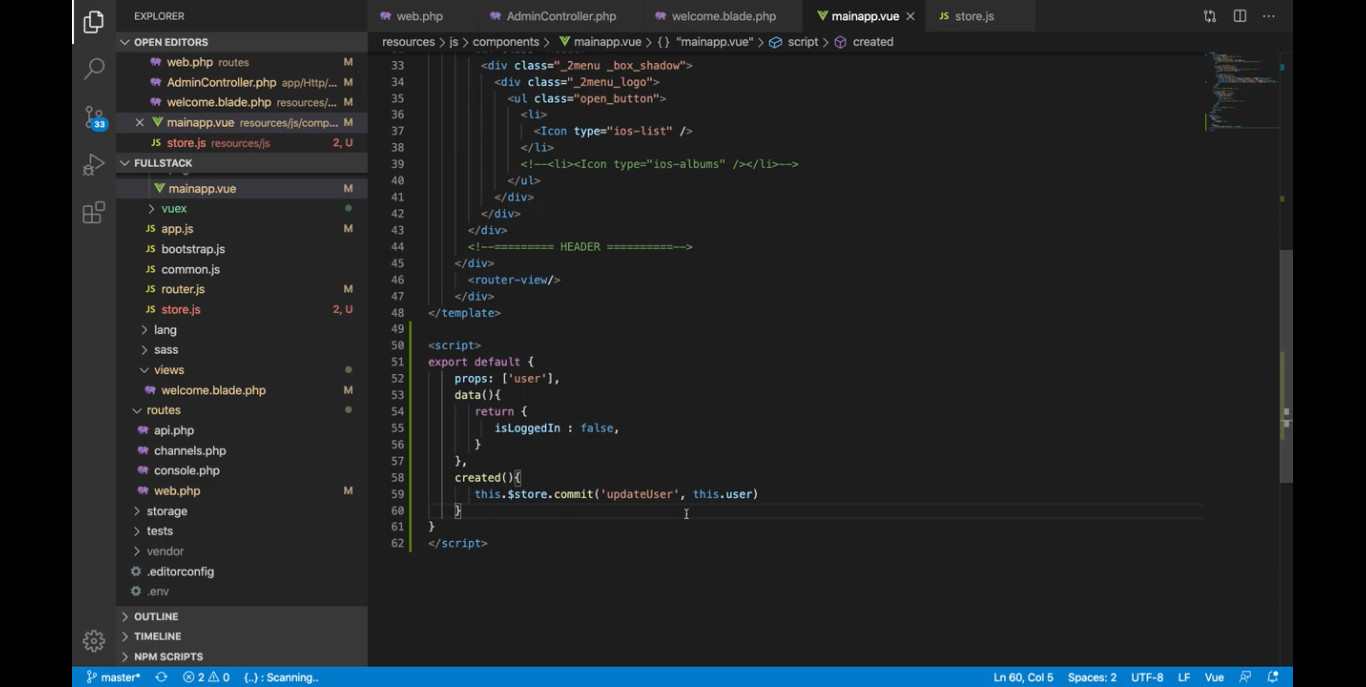 EXPLORER
OPEN EDITORS
web.php routes M
AdminController.php app/Http/... M
welcome.blade.php resources/... M
mainapp.vue resources/js/comp... M
store.js resources/js 2, U
FULLSTACK
mainapp.vue M
vuex
JS app.js M
JS bootstrap.js
JS common.js
JS router.js M
JS store.js 2, U
lang
sass
views
welcome.blade.php M
routes
api.php
channels.php
console.php
web.php M
storage
tests
vendor
.editorconfig
.env
OUTLINE
TIMELINE
NPM SCRIPTS
33
web.php AdminController.php welcome.blade.php mainapp.vue JS store.js
resources > js > components > mainapp.vue > {} "mainapp.vue" > script > created
33 <div class="_2menu _box_shadow">
34 <div class="_2menu_logo">
35 <ul class="open_button">
36 <li>
37 <Icon type="ios-list" />
38 </li>
39 <!--<li><Icon type="ios-albums" /></li>-->
40 </ul>
41 </div>
42 </div>
43 </div>
44 <!--========= HEADER ==========-->
45 </div>
46 <router-view/>
47 </div>
48 </template>
49
50 <script>
51 export default {
52 props: ['user'],
53 data(){
54 return {
55 isLoggedIn : false,
56 }
57 },
58 created(){
59 this.$store.commit('updateUser', this.user)
60 }
61 }
62 </script>
master* 2 0 {..} : Scanning.. Ln 60, Col 5 Spaces: 2 UTF-8 LF Vue